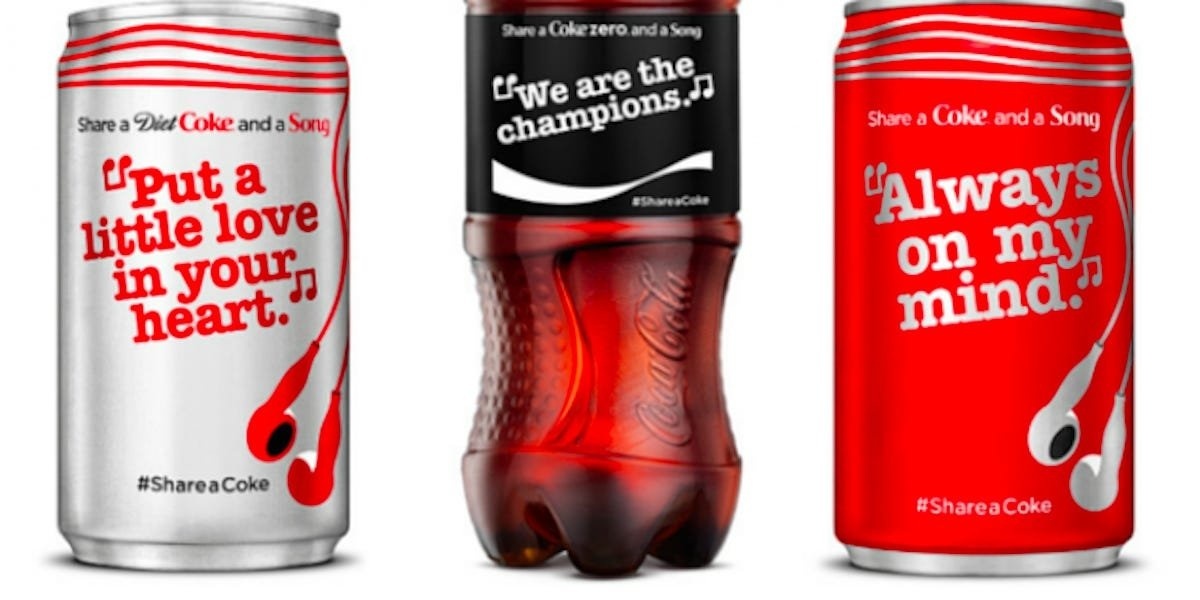 Share a Diet Coke and a Song
"Put a
little love
in your
heart."
#ShareaCoke
Share a Coke zero and a Song
"We are the
champions."
#ShareaCoke
Coca-Cola
Share a Coke and a Song
"Always
on my
mind."
#ShareaCoke